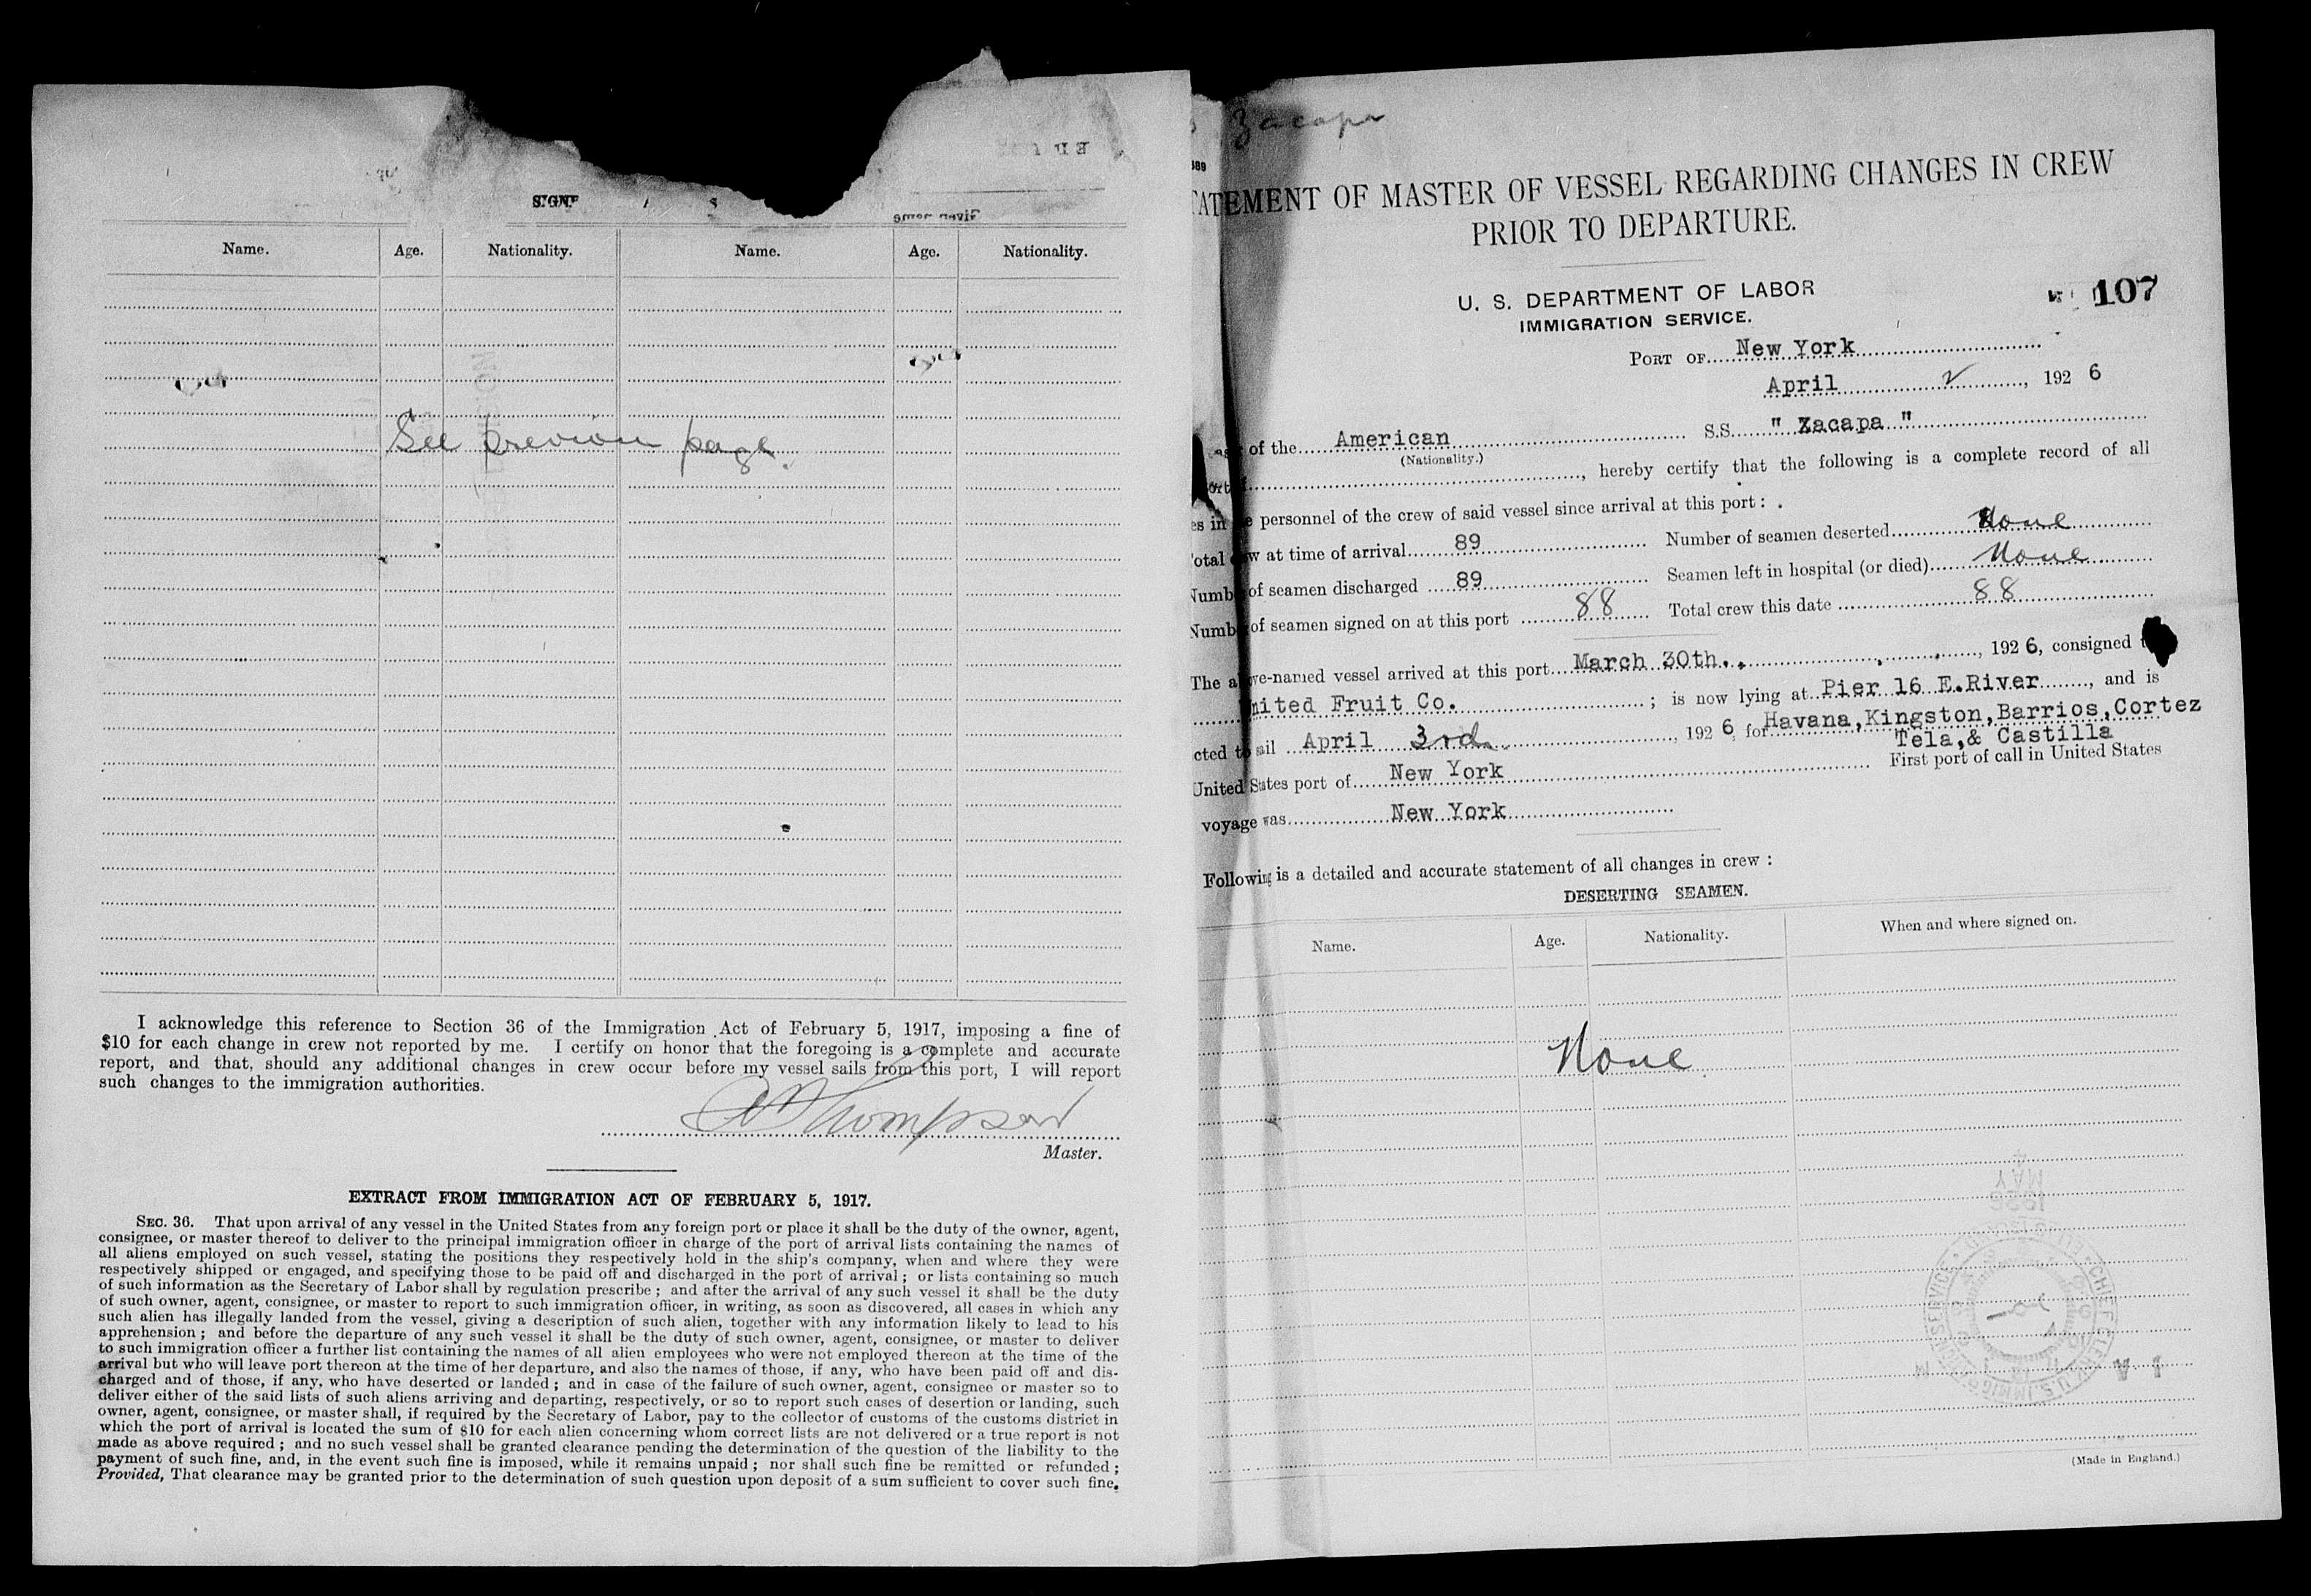 Name. Age. Nationality. Name. Age. Nationality.
See previous page.
I acknowledge this reference to Section 36 of the Immigration Act of February 5, 1917, imposing a fine of
$10 for each change in crew not reported by me. I certify on honor that the foregoing is a complete and accurate
report, and that, should any additional changes in crew occur before my vessel sails from this port, I will report
such changes to the immigration authorities.
Thompson
Master.
EXTRACT FROM IMMIGRATION ACT OF FEBRUARY 5, 1917.
SEC. 36. That upon arrival of any vessel in the United States from any foreign port or place it shall be the duty of the owner, agent,
consignee, or master thereof to deliver to the principal immigration officer in charge of the port of arrival lists containing the names of
all aliens employed on such vessel, stating the positions they respectively hold in the ship's company, when and where they were
respectively shipped or engaged, and specifying those to be paid off and discharged in the port of arrival; or lists containing so much
of such information as the Secretary of Labor shall by regulation prescribe; and after the arrival of any such vessel it shall be the duty
of such owner, agent, consignee, or master to report to such immigration officer, in writing, as soon as discovered, all cases in which any
such alien has illegally landed from the vessel, giving a description of such alien, together with any information likely to lead to his
apprehension; and before the departure of any such vessel it shall be the duty of such owner, agent, consignee, or master to deliver
to such immigration officer a further list containing the names of all alien employees who were not employed thereon at the time of the
arrival but who will leave port thereon at the time of her departure, and also the names of those, if any, who have been paid off and dis-
charged and of those, if any, who have deserted or landed; and in case of the failure of such owner, agent, consignee or master so to
deliver either of the said lists of such aliens arriving and departing, respectively, or so to report such cases of desertion or landing, such
owner, agent, consignee, or master shall, if required by the Secretary of Labor, pay to the collector of customs of the customs district in
which the port of arrival is located the sum of $10 for each alien concerning whom correct lists are not delivered or a true report is not
made as above required; and no such vessel shall be granted clearance pending the determination of the question of the liability to the
payment of such fine, and, in the event such fine is imposed, while it remains unpaid; nor shall such fine be remitted or refunded;
Provided, That clearance may be granted prior to the determination of such question upon deposit of a sum sufficient to cover such fine.
Zacapa
TATEMENT OF MASTER OF VESSEL REGARDING CHANGES IN CREW
PRIOR TO DEPARTURE.
U. S. DEPARTMENT OF LABOR
IMMIGRATION SERVICE.
107
PORT OF New York
April 2, 192 6
of the American S.S. " Zacapa "
(Nationality.)
, hereby certify that the following is a complete record of all
es in personnel of the crew of said vessel since arrival at this port:
otal w at time of arrival 89 Number of seamen deserted None
Numb of seamen discharged 89 Seamen left in hospital (or died) None
Numb of seamen signed on at this port 88 Total crew this date 88
The a ve-named vessel arrived at this port March 30th. , 192 6, consigned t
nited Fruit Co. ; is now lying at Pier 16 E.River, and is
cted to sail April 3rd , 192 6 for Havana,Kingston,Barrios,Cortez
Tela,& Castilla
First port of call in United States
United States port of New York
voyage was New York
Following is a detailed and accurate statement of all changes in crew:
DESERTING SEAMEN.
Name. Age. Nationality. When and where signed on.
None
(Made in England.)